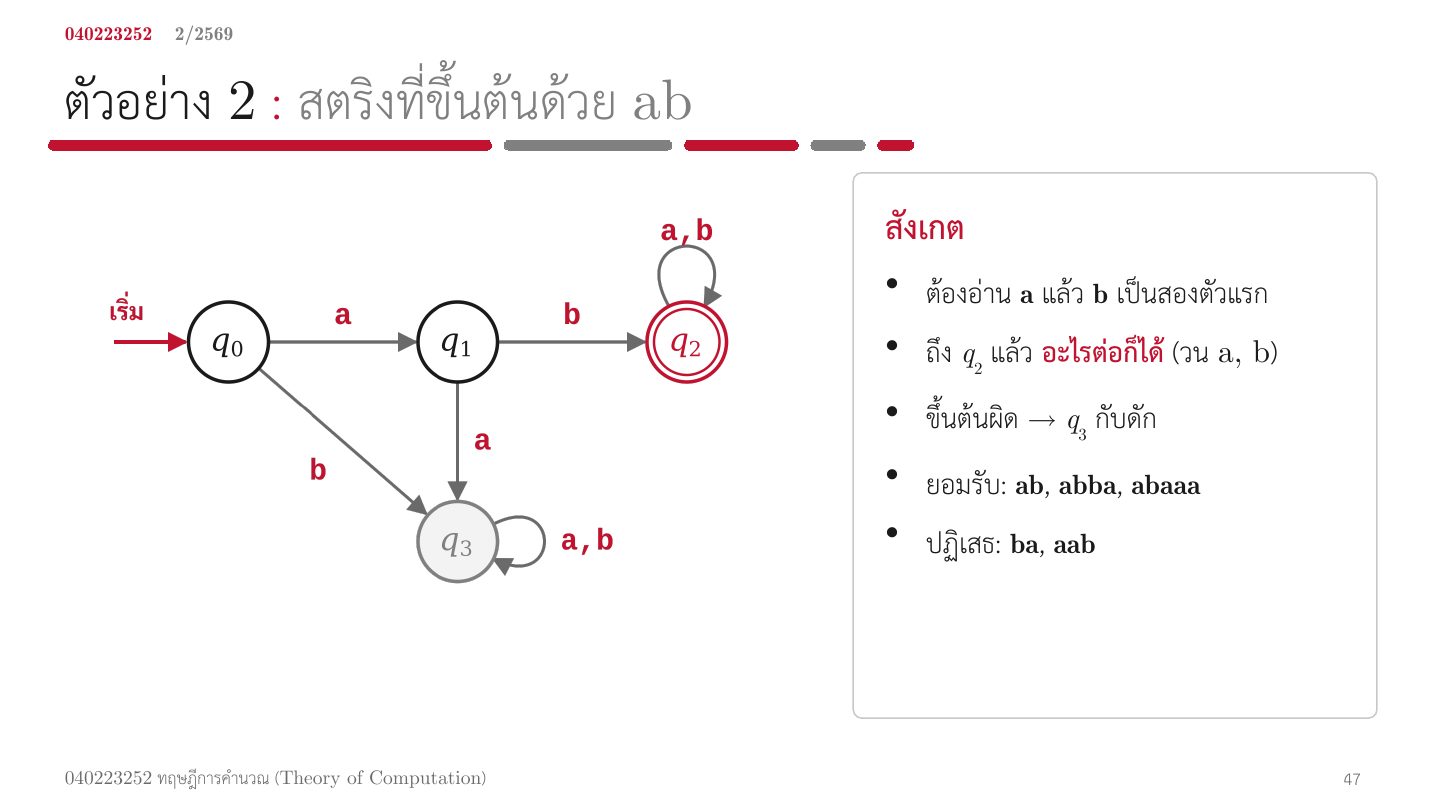 040223252 2/2569
ตัวอย่าง 2 : สตริงที่ขึ้นต้นด้วย ab
a,b
เริ่ม
a
b
q0
q1
q2
a
b
q3
a,b
สังเกต
• ต้องอ่าน a แล้ว b เป็นสองตัวแรก
• ถึง q2 แล้ว อะไรต่อก็ได้ (วน a, b)
• ขึ้นต้นผิด → q3 กับดัก
• ยอมรับ: ab, abba, abaaa
• ปฏิเสธ: ba, aab
040223252 ทฤษฎีการคำนวณ (Theory of Computation)
47